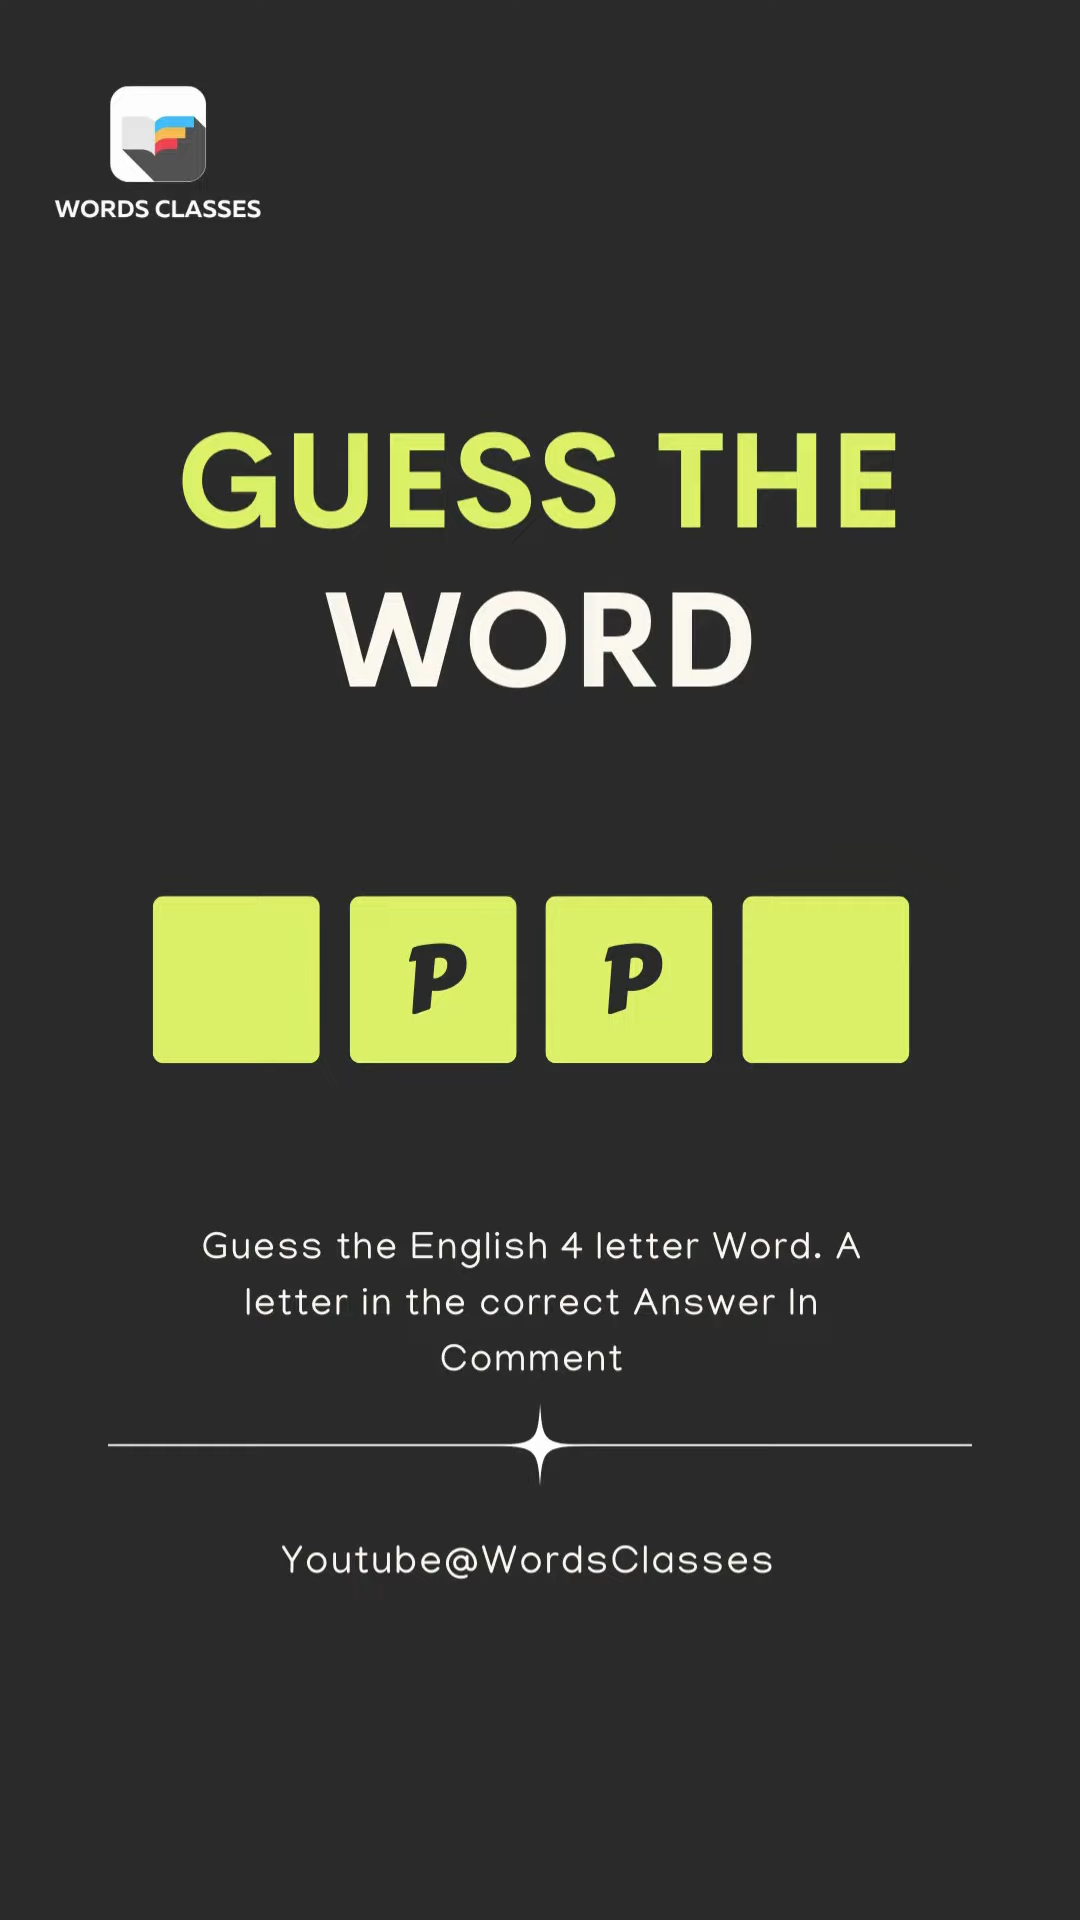 WORDS CLASSES
GUESS THE
WORD
P P
Guess the English 4 letter Word. A
letter in the correct Answer In
Comment
Youtube@WordsClasses